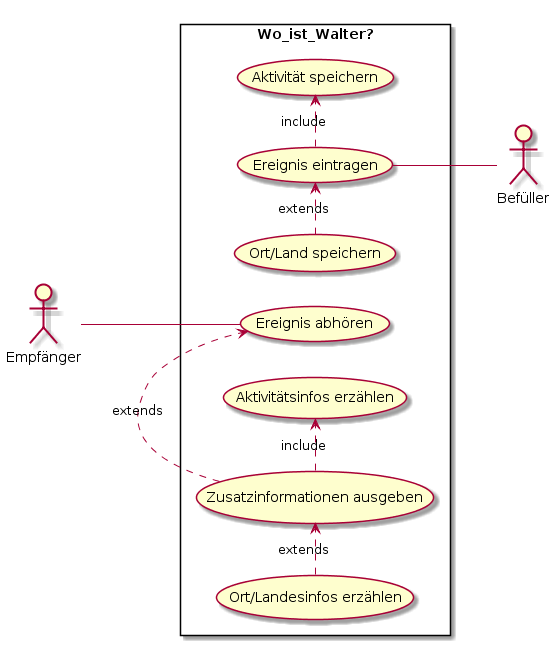 Wo_ist_Walter?
Aktivität speichern
include
Ereignis eintragen
Befüller
extends
Ort/Land speichern
Ereignis abhören
Empfänger
Aktivitätsinfos erzählen
extends
include
Zusatzinformationen ausgeben
extends
Ort/Landesinfos erzählen